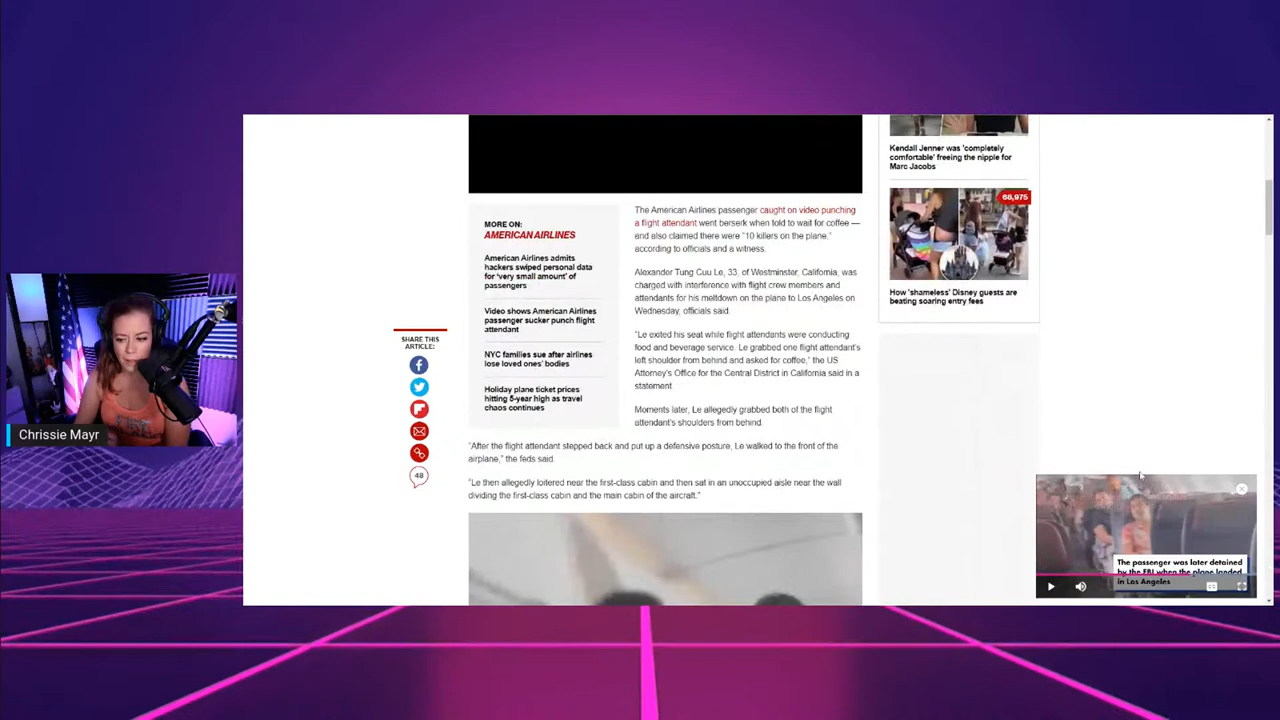 Kendall Jenner was 'completely
comfortable' freeing the nipple for
Marc Jacobs
66,975
How 'shameless' Disney guests are
beating soaring entry fees
MORE ON:
AMERICAN AIRLINES
American Airlines admits
hackers swiped personal data
for 'very small amount' of
passengers
Video shows American Airlines
passenger sucker punch flight
attendant
NYC families sue after airlines
lose loved ones' bodies
Holiday plane ticket prices
hitting 5-year high as travel
chaos continues
SHARE THIS
ARTICLE:
48
The American Airlines passenger caught on video punching
a flight attendant went berserk when told to wait for coffee —
and also claimed there were "10 killers on the plane,"
according to officials and a witness.
Alexander Tung Cuu Le, 33, of Westminster, California, was
charged with interference with flight crew members and
attendants for his meltdown on the plane to Los Angeles on
Wednesday, officials said.
"Le exited his seat while flight attendants were conducting
food and beverage service. Le grabbed one flight attendant's
left shoulder from behind and asked for coffee," the US
Attorney's Office for the Central District in California said in a
statement.
Moments later, Le allegedly grabbed both of the flight
attendant's shoulders from behind.
"After the flight attendant stepped back and put up a defensive posture, Le walked to the front of the
airplane," the feds said.
"Le then allegedly loitered near the first-class cabin and then sat in an unoccupied aisle near the wall
dividing the first-class cabin and the main cabin of the aircraft."
Chrissie Mayr
The passenger was later detained
by the FBI when the plane landed
in Los Angeles